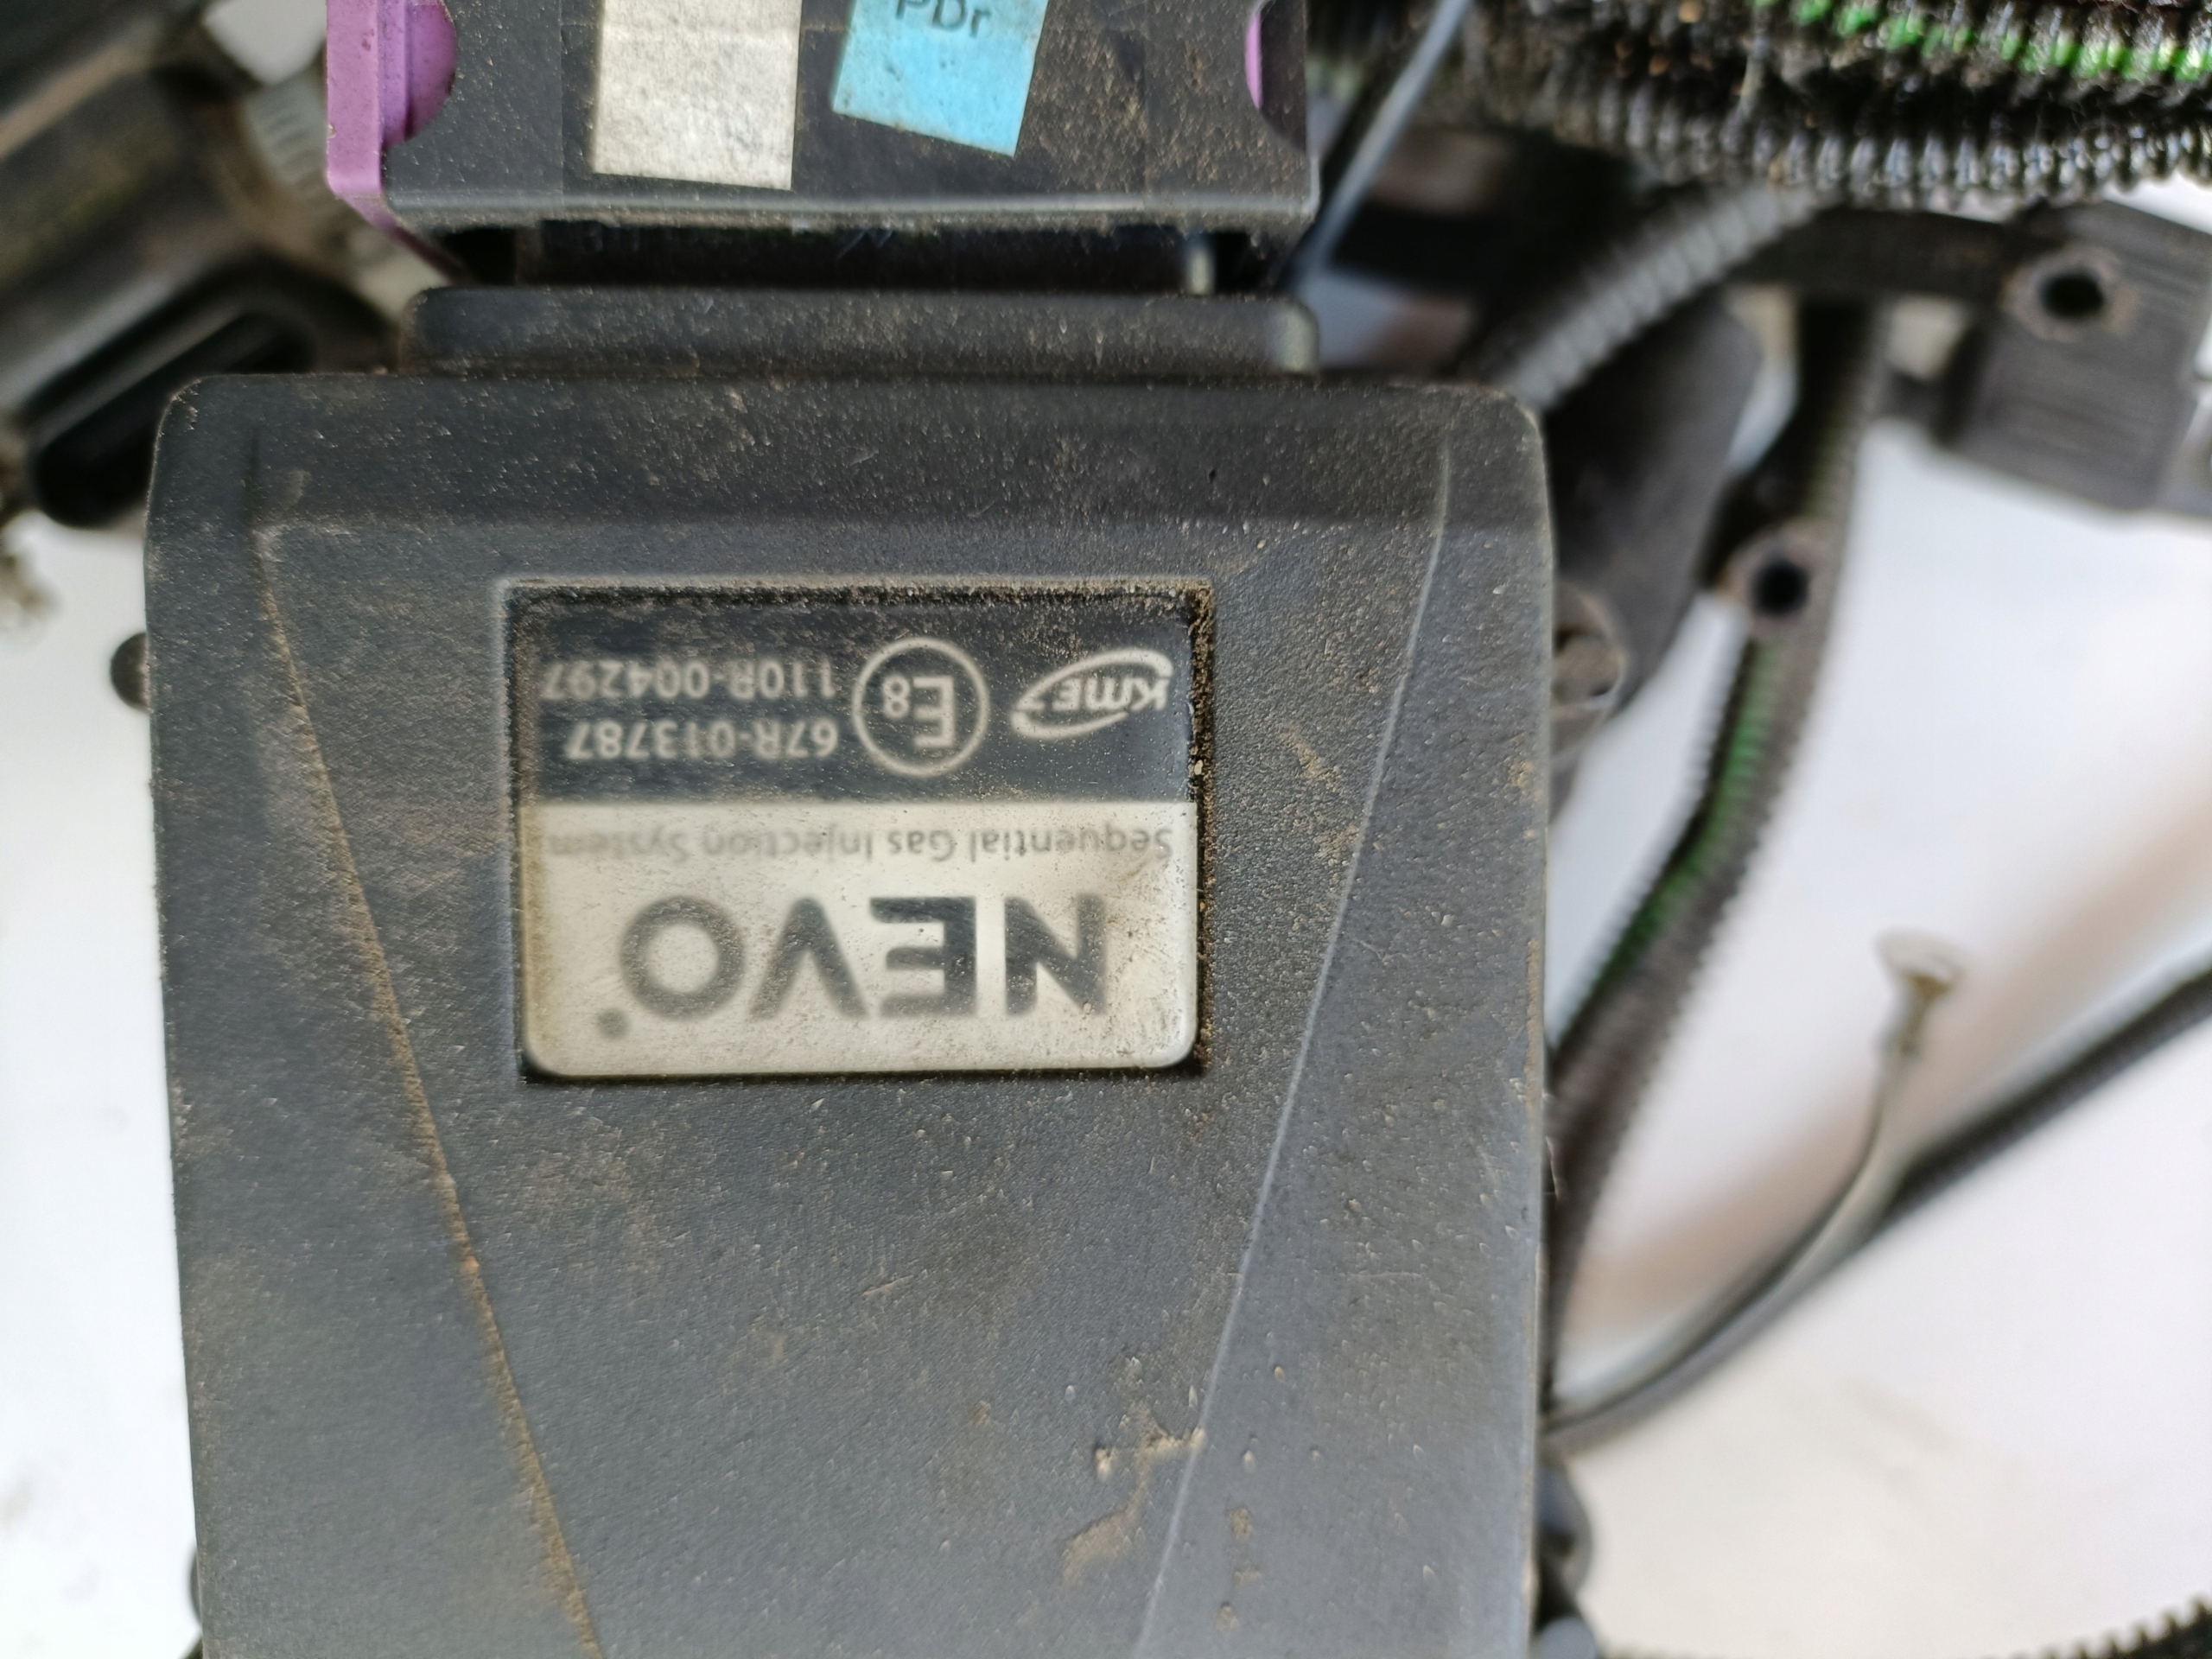 PDr
NEVO
Sequential Gas Injection System
KME
E8
67R-013787
110R-004297